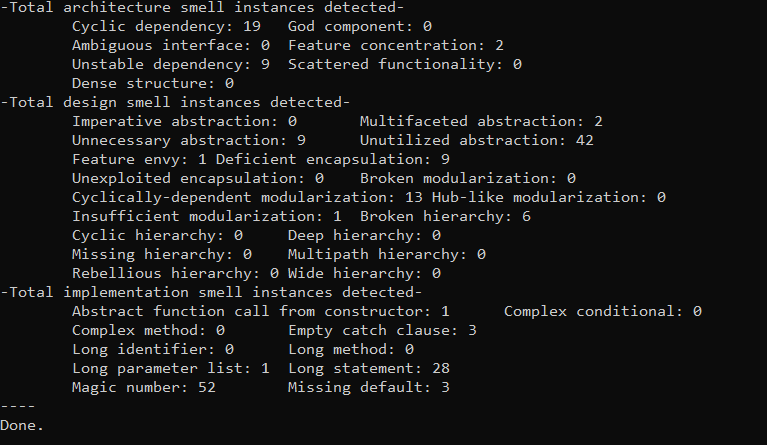 -Total architecture smell instances detected-
Cyclic dependency: 19 God component: 0
Ambiguous interface: 0 Feature concentration: 2
Unstable dependency: 9 Scattered functionality: 0
Dense structure: 0
-Total design smell instances detected-
Imperative abstraction: 0 Multifaceted abstraction: 2
Unnecessary abstraction: 9 Unutilized abstraction: 42
Feature envy: 1 Deficient encapsulation: 9
Unexploited encapsulation: 0 Broken modularization: 0
Cyclically-dependent modularization: 13 Hub-like modularization: 0
Insufficient modularization: 1 Broken hierarchy: 6
Cyclic hierarchy: 0 Deep hierarchy: 0
Missing hierarchy: 0 Multipath hierarchy: 0
Rebellious hierarchy: 0 Wide hierarchy: 0
-Total implementation smell instances detected-
Abstract function call from constructor: 1 Complex conditional: 0
Complex method: 0 Empty catch clause: 3
Long identifier: 0 Long method: 0
Long parameter list: 1 Long statement: 28
Magic number: 52 Missing default: 3
----
Done.